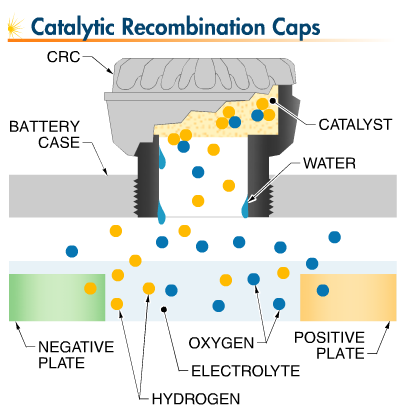 Catalytic Recombination Caps
CRC
BATTERY
CASE
CATALYST
WATER
NEGATIVE
PLATE
OXYGEN
POSITIVE
PLATE
ELECTROLYTE
HYDROGEN